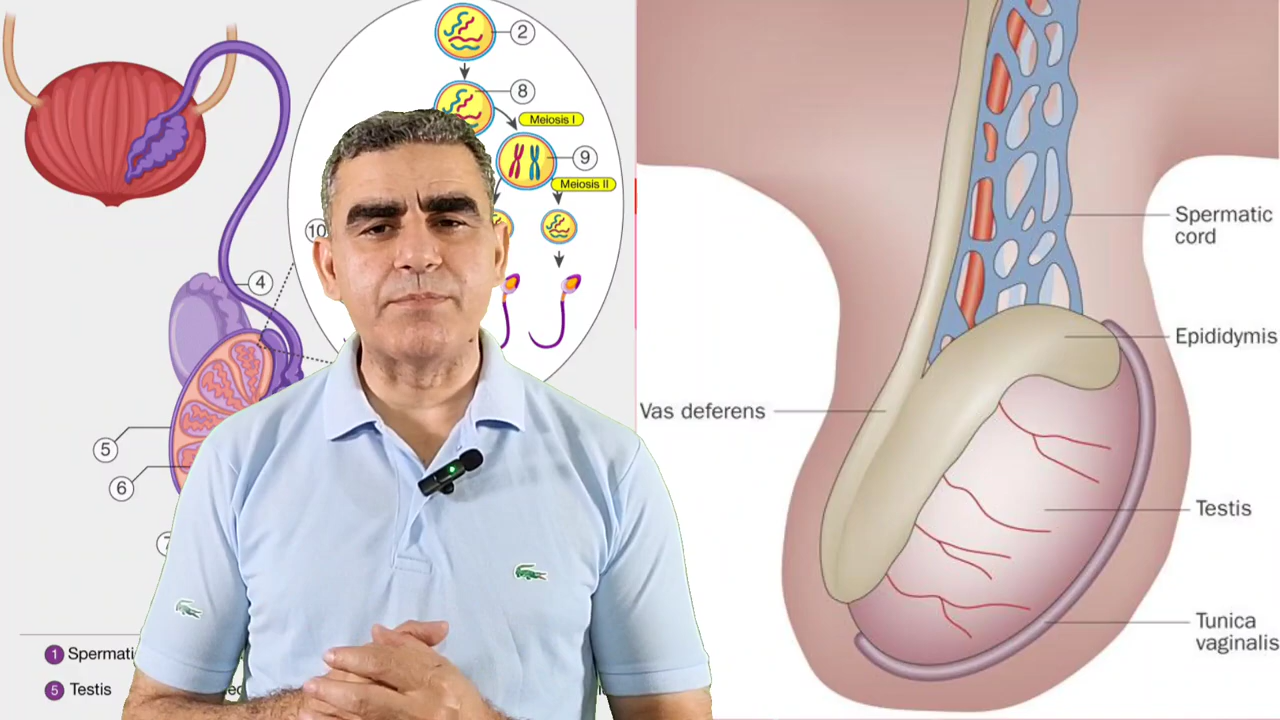 2
8
Meiosis I
9
Meiosis II
10
4
5
6
1 Spermati
5 Testis
Spermatic
cord
Epididymis
Vas deferens
Testis
Tunica
vaginalis